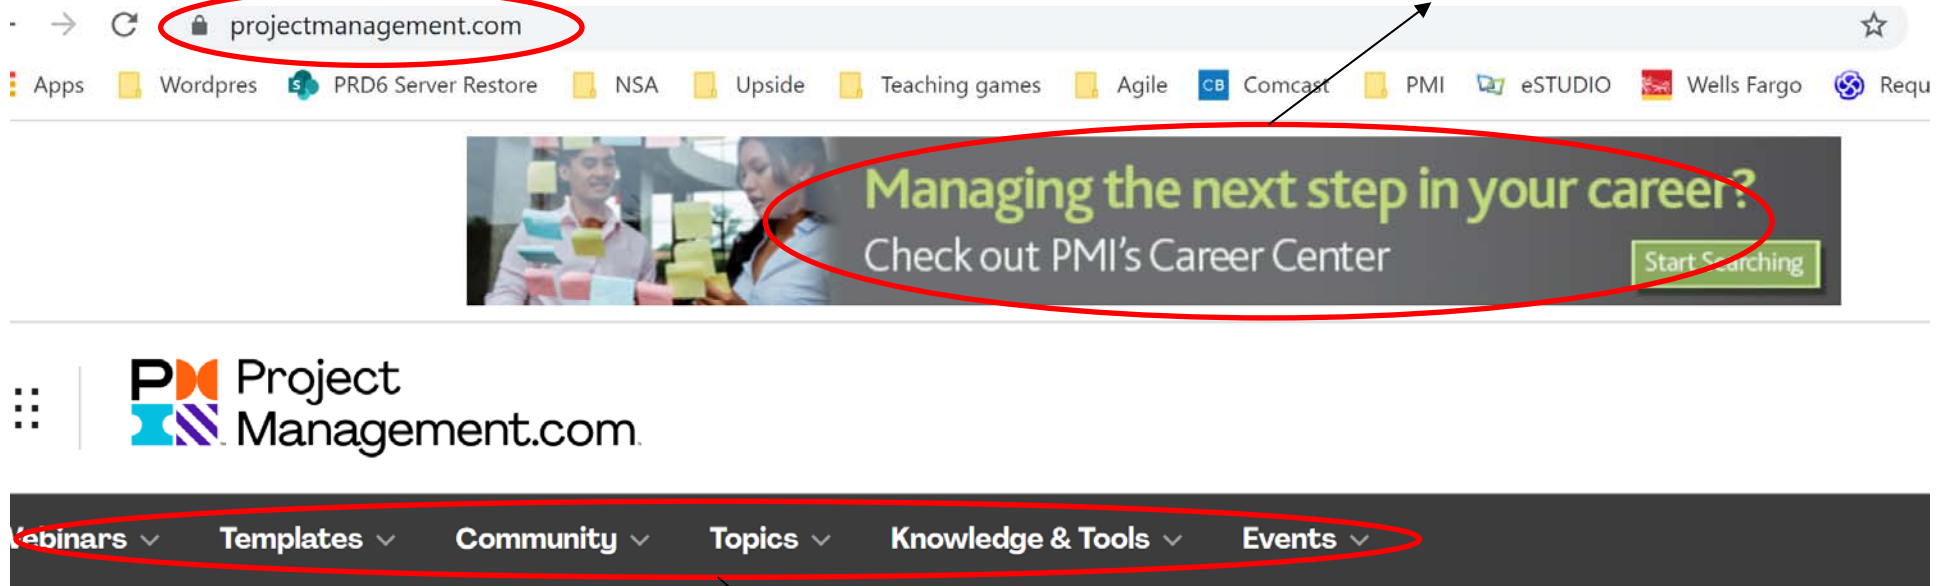 projectmanagement.com
Apps Wordpres PRD6 Server Restore NSA Upside Teaching games Agile CB Comcast PMI eSTUDIO Wells Fargo Requ
Managing the next step in your career?
Check out PMI's Career Center
Start Searching
Project
Management.com
Webinars Templates Community Topics Knowledge & Tools Events